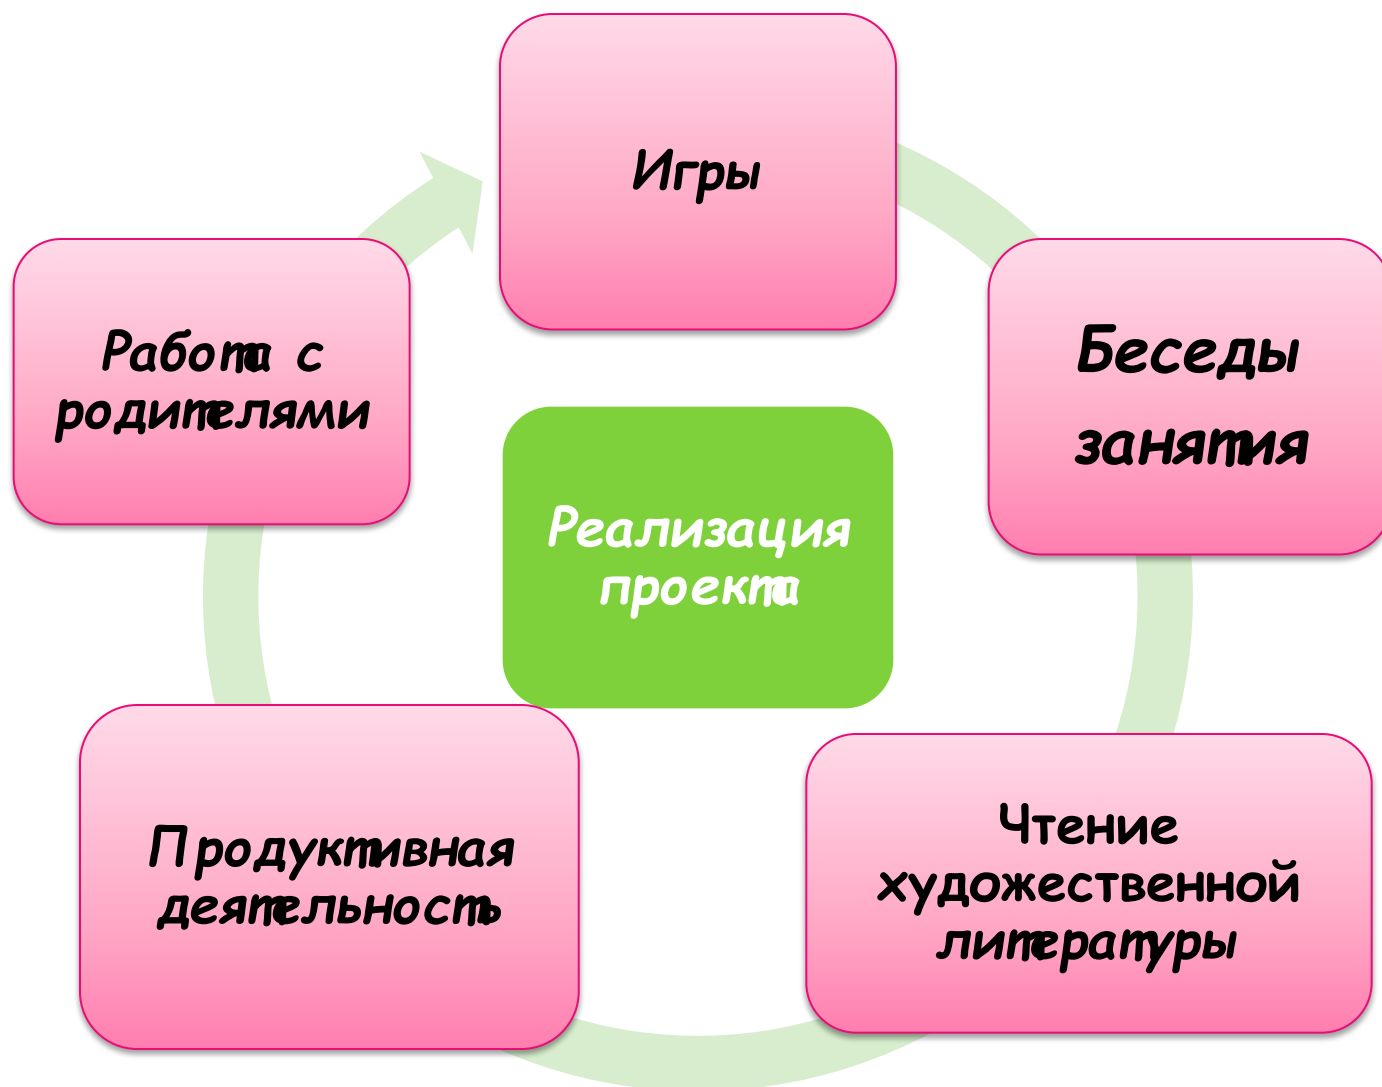 Игры
Беседы
занятия
Чтение
художественной
литературы
Продуктивная
деятельность
Работа с
родителями
Реализация
проекта